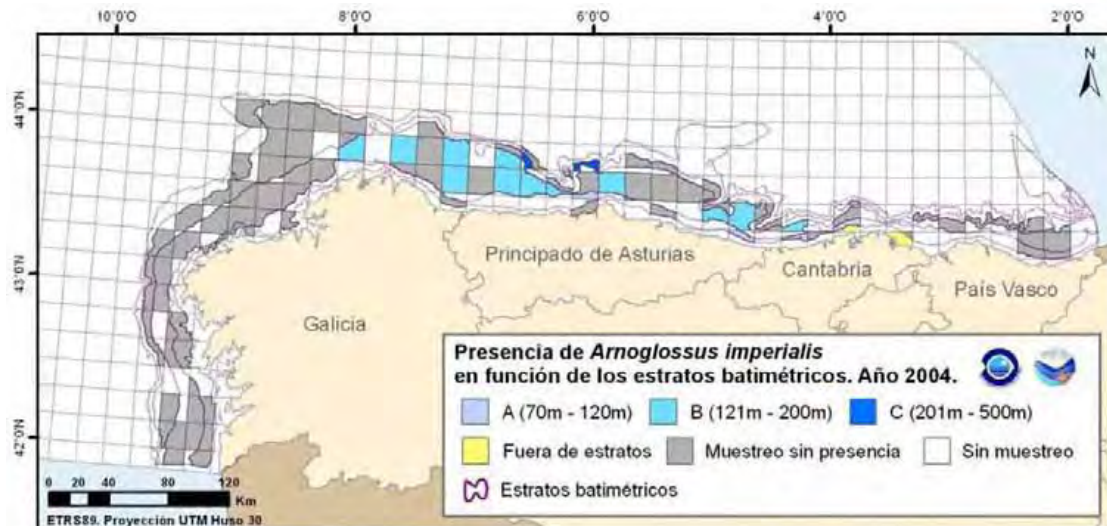 10°0'O 8°0'O 6°0'O 4°0'O 2°0'O
N
44°0'N
43°0'N
42°0'N
Principado de Asturias
Cantabria
País Vasco
Galicia
Presencia de Arnoglossus imperialis
en función de los estratos batimétricos. Año 2004.
A (70m - 120m) B (121m - 200m) C (201m - 500m)
Fuera de estratos Muestreo sin presencia Sin muestreo
Estratos batimétricos
0 20 40 80 120
Km
ETRS89. Proyección UTM Huso 30